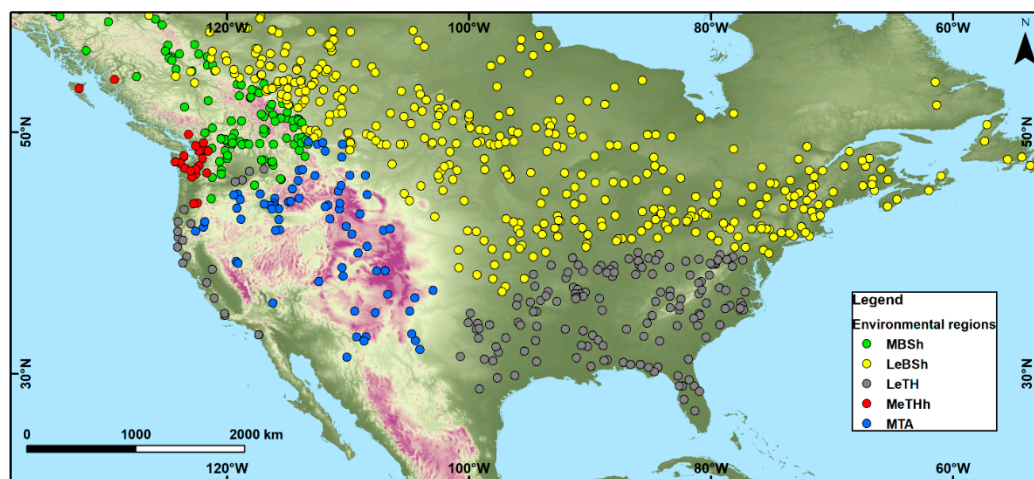 120°W 100°W 80°W 60°W
N
50°N 50°N
30°N 30°N
Legend
Environmental regions
MBSh
LeBSh
LeTH
MeTHh
MTA
0 1000 2000 km
120°W 100°W 80°W 60°W